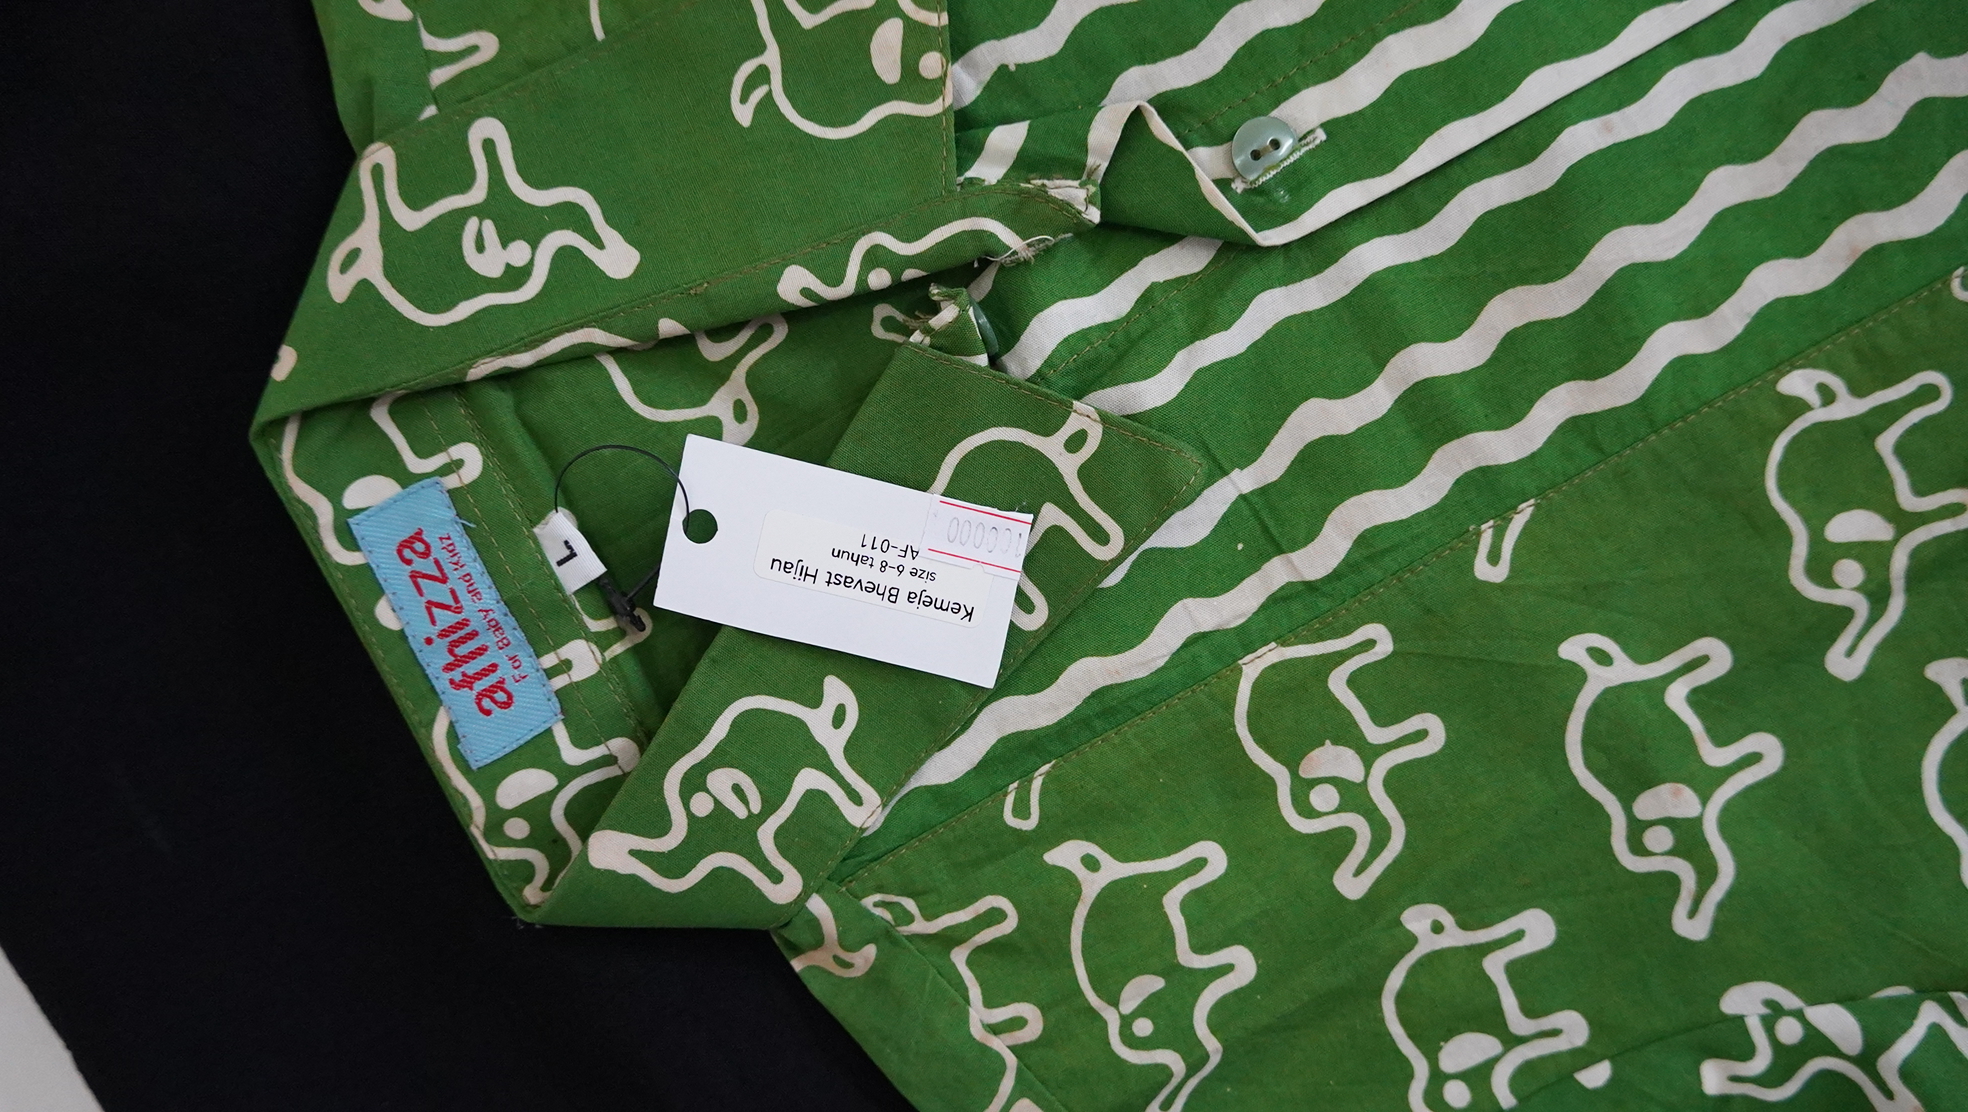 afhizza
For Baby and Kidz
L
Kemeja Bhevast Hijau
size 6-8 tahun
AF-011
100000